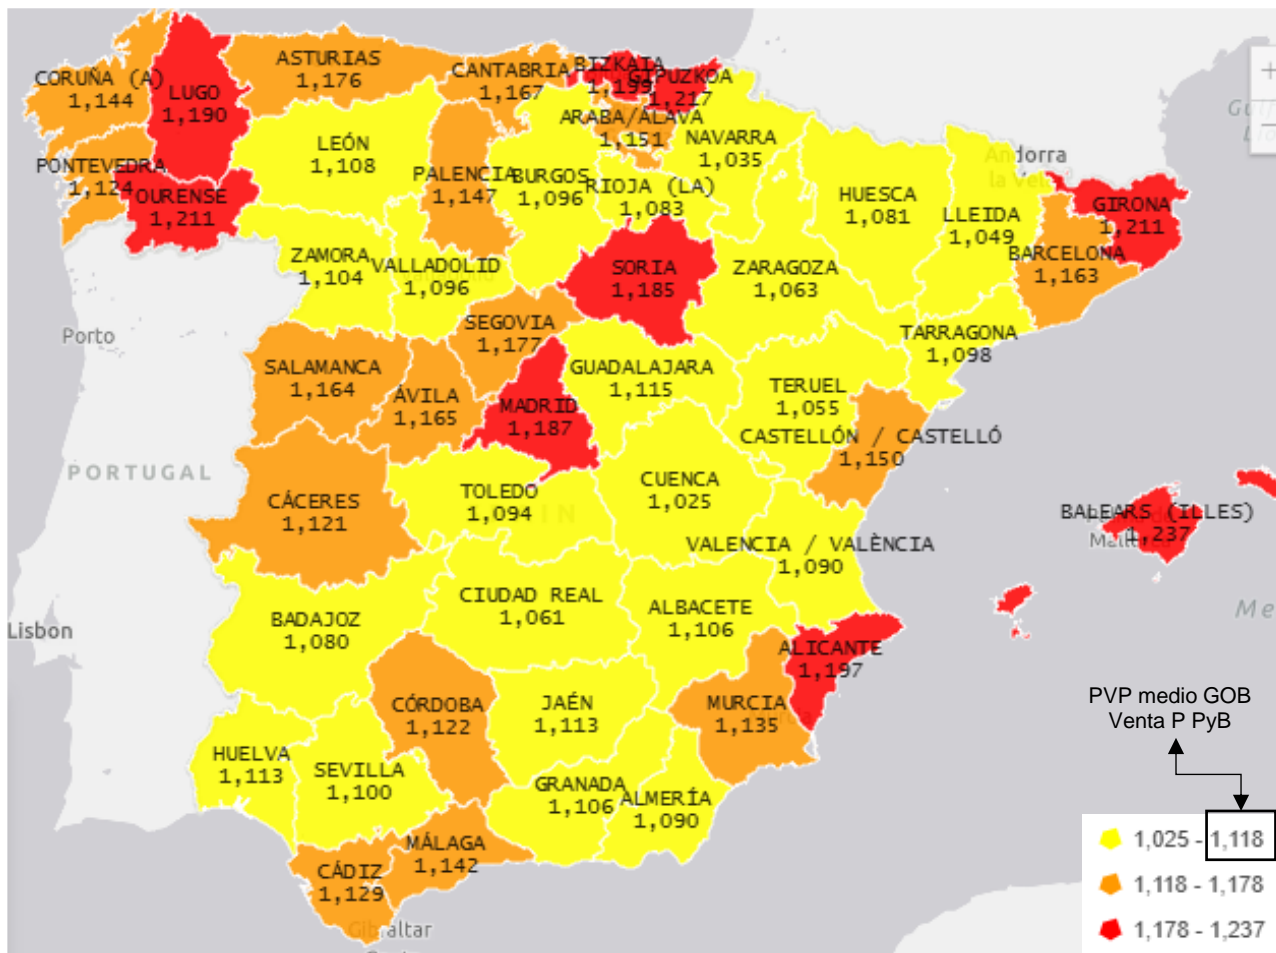 ASTURIAS
1,176
CORUÑA (A)
1,144
LUGO
1,190
CANTABRIA
1,167
BIZKAIA
1,199
GIPUZKOA
1,217
ARABA/ÁLAVA
1,151
NAVARRA
1,035
LEÓN
1,108
PONTEVEDRA
1,124
OURENSE
1,211
PALENCIA
1,147
BURGOS
1,096
RIOJA (LA)
1,083
HUESCA
1,081
Andorra
la Vella
LLEIDA
1,049
GIRONA
1,211
BARCELONA
1,163
ZAMORA
1,104
VALLADOLID
1,096
SORIA
1,185
ZARAGOZA
1,063
Porto
SEGOVIA
1,177
TARRAGONA
1,098
SALAMANCA
1,164
ÁVILA
1,165
GUADALAJARA
1,115
TERUEL
1,055
MADRID
1,187
CASTELLÓN / CASTELLÓ
1,150
PORTUGAL
CÁCERES
1,121
TOLEDO
1,094
CUENCA
1,025
BALEARS (ILLES)
1,237
VALENCIA / VALÈNCIA
1,090
CIUDAD REAL
1,061
ALBACETE
1,106
BADAJOZ
1,080
Lisbon
Me
ALICANTE
1,197
CÓRDOBA
1,122
JAÉN
1,113
MURCIA
1,135
PVP medio GOB
Venta P PyB
HUELVA
1,113
SEVILLA
1,100
GRANADA
1,106
ALMERÍA
1,090
MÁLAGA
1,142
CÁDIZ
1,129
Gibraltar
1,025 - 1,118
1,118 - 1,178
1,178 - 1,237